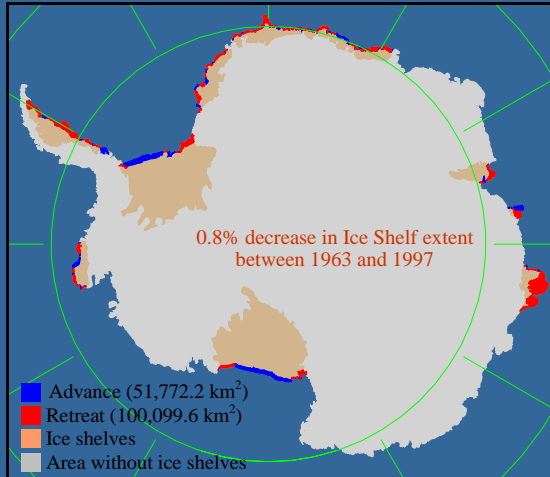 0.8% decrease in Ice Shelf extent
between 1963 and 1997
Advance (51,772.2 km²)
Retreat (100,099.6 km²)
Ice shelves
Area without ice shelves